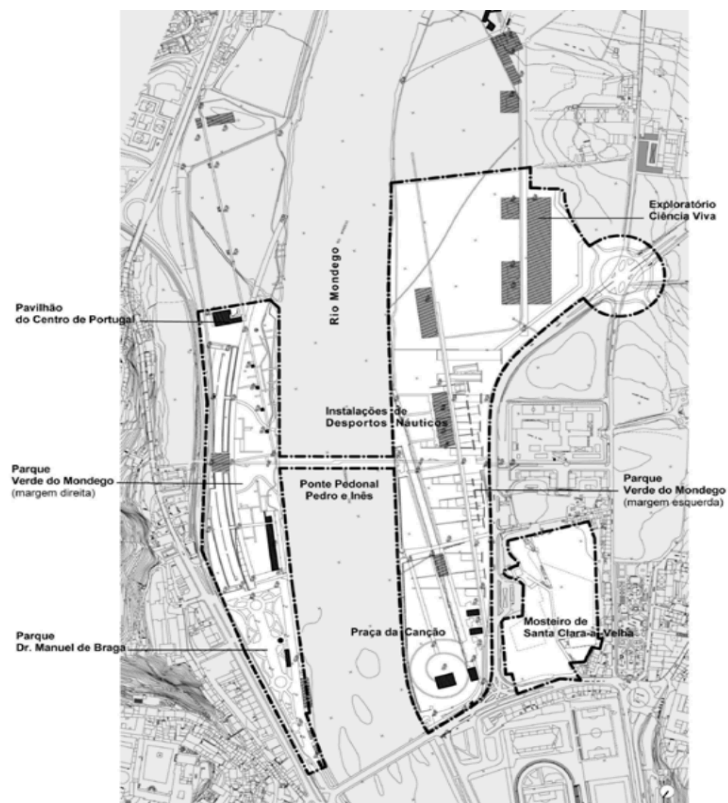 Exploratório
Ciência Viva
Rio Mondego
Pavilhão
do Centro de Portugal
Instalações de
Desportos Náuticos
Parque
Verde do Mondego
(margem direita)
Ponte Pedonal
Pedro e Inês
Parque
Verde do Mondego
(margem esquerda)
Parque
Dr. Manuel de Braga
Praça da Canção
Mosteiro de
Santa Clara-a-Velha